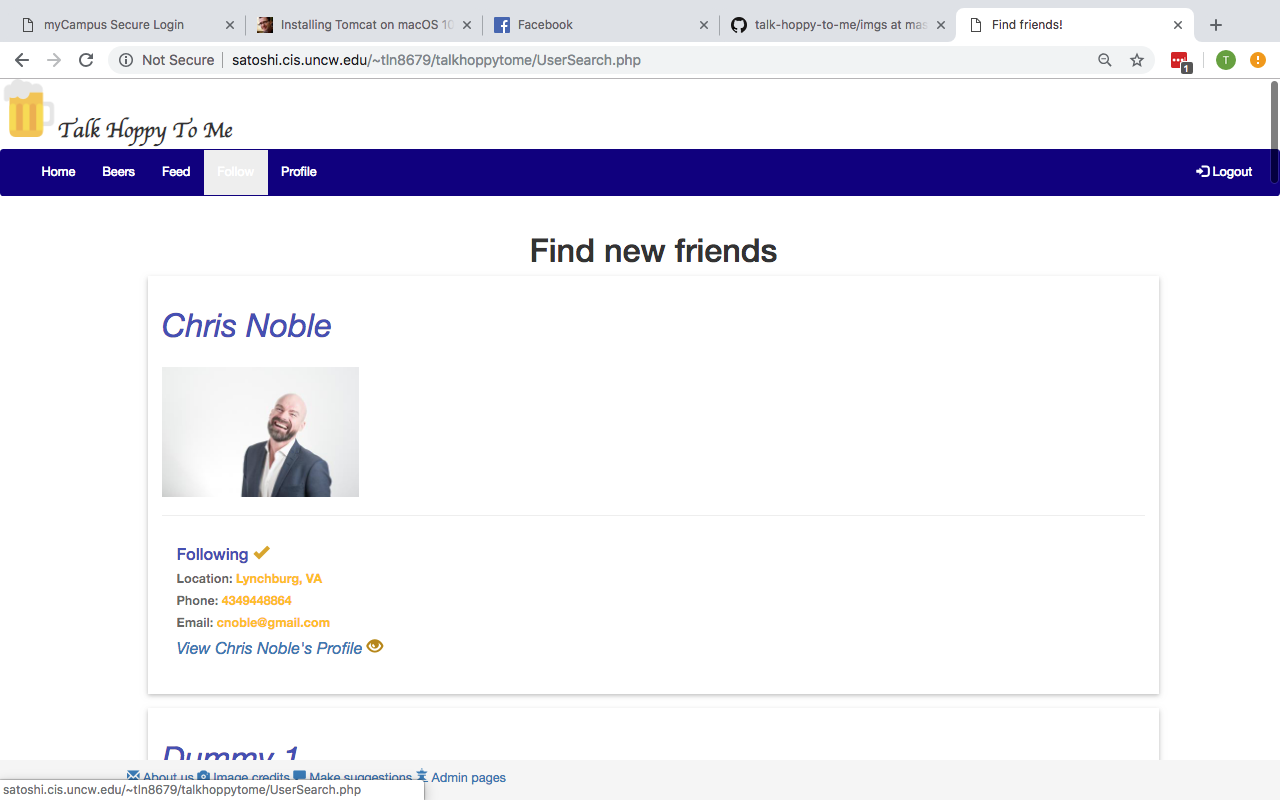 myCampus Secure Login
Installing Tomcat on macOS 10
Facebook
talk-hoppy-to-me/imgs at mas
Find friends!
Not Secure
satoshi.cis.uncw.edu/~tln8679/talkhoppytome/UserSearch.php
1
T
Talk Hoppy To Me
Home
Beers
Feed
Follow
Profile
Logout
Find new friends
Chris Noble
Following
Location: Lynchburg, VA
Phone: 4349448864
Email: cnoble@gmail.com
View Chris Noble's Profile
Dummy 1
About us
Image credits
Make suggestions
Admin pages
satoshi.cis.uncw.edu/~tln8679/talkhoppytome/UserSearch.php